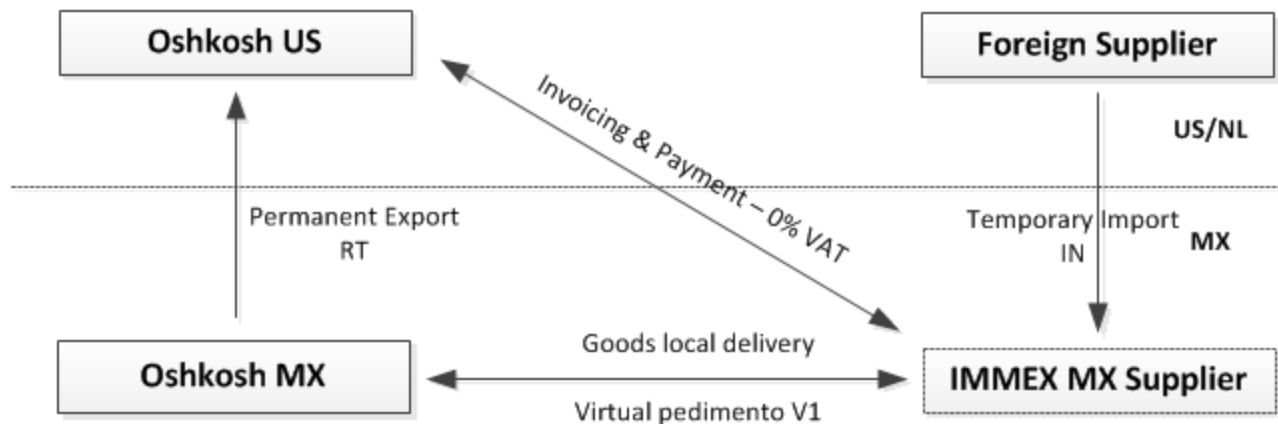 Oshkosh US
Foreign Supplier
Invoicing & Payment – 0% VAT
US/NL
Permanent Export
RT
Temporary Import
IN
MX
Goods local delivery
Oshkosh MX
IMMEX MX Supplier
Virtual pedimento V1